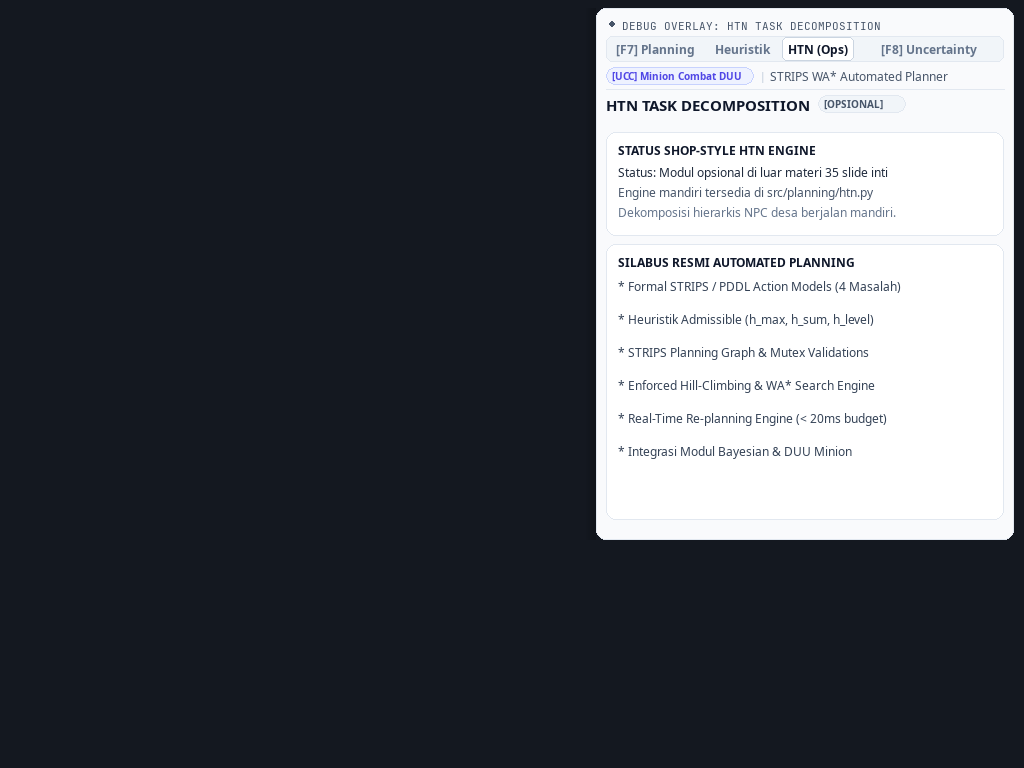 DEBUG OVERLAY: HTN TASK DECOMPOSITION
[F7] Planning Heuristik HTN (Ops) [F8] Uncertainty
[UCC] Minion Combat DUU | STRIPS WA* Automated Planner
HTN TASK DECOMPOSITION [OPSIONAL]
STATUS SHOP-STYLE HTN ENGINE
Status: Modul opsional di luar materi 35 slide inti
Engine mandiri tersedia di src/planning/htn.py
Dekomposisi hierarkis NPC desa berjalan mandiri.
SILABUS RESMI AUTOMATED PLANNING
* Formal STRIPS / PDDL Action Models (4 Masalah)
* Heuristik Admissible (h_max, h_sum, h_level)
* STRIPS Planning Graph & Mutex Validations
* Enforced Hill-Climbing & WA* Search Engine
* Real-Time Re-planning Engine (< 20ms budget)
* Integrasi Modul Bayesian & DUU Minion